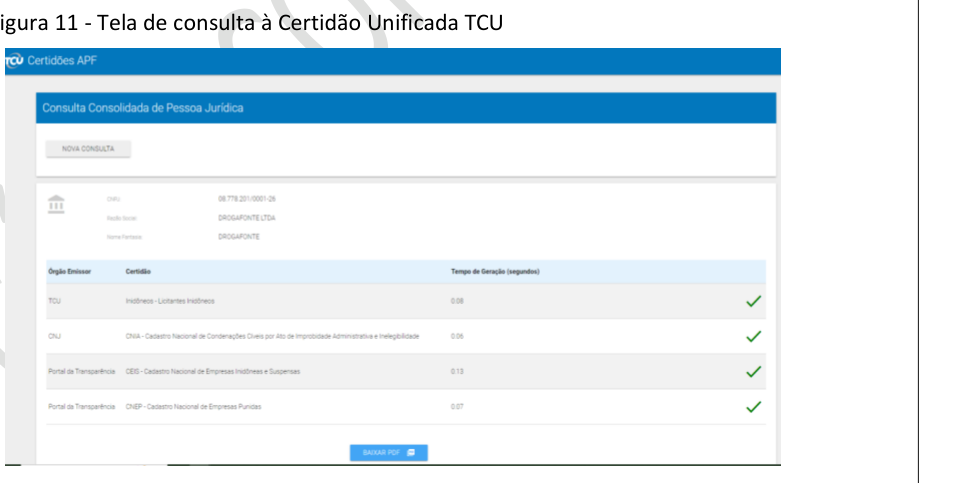 igura 11 - Tela de consulta à Certidão Unificada TCU
TCU Certidões APF
Consulta Consolidada de Pessoa Jurídica
NOVA CONSULTA
CNPJ 08.778.201/0001-26
Razão Social: DROGAFONTE LTDA
Nome Fantasia: DROGAFONTE
Órgão Emissor Certidão Tempo de Geração (segundos)
TCU Inidôneos - Licitantes Inidôneos 0.08
CNJ CNIA - Cadastro Nacional de Condenações Cíveis por Ato de Improbidade Administrativa e Inelegibilidade 0.06
Portal da Transparência CEIS - Cadastro Nacional de Empresas Inidôneas e Suspensas 0.13
Portal da Transparência CNEP - Cadastro Nacional de Empresas Punidas 0.07
BAIXAR PDF